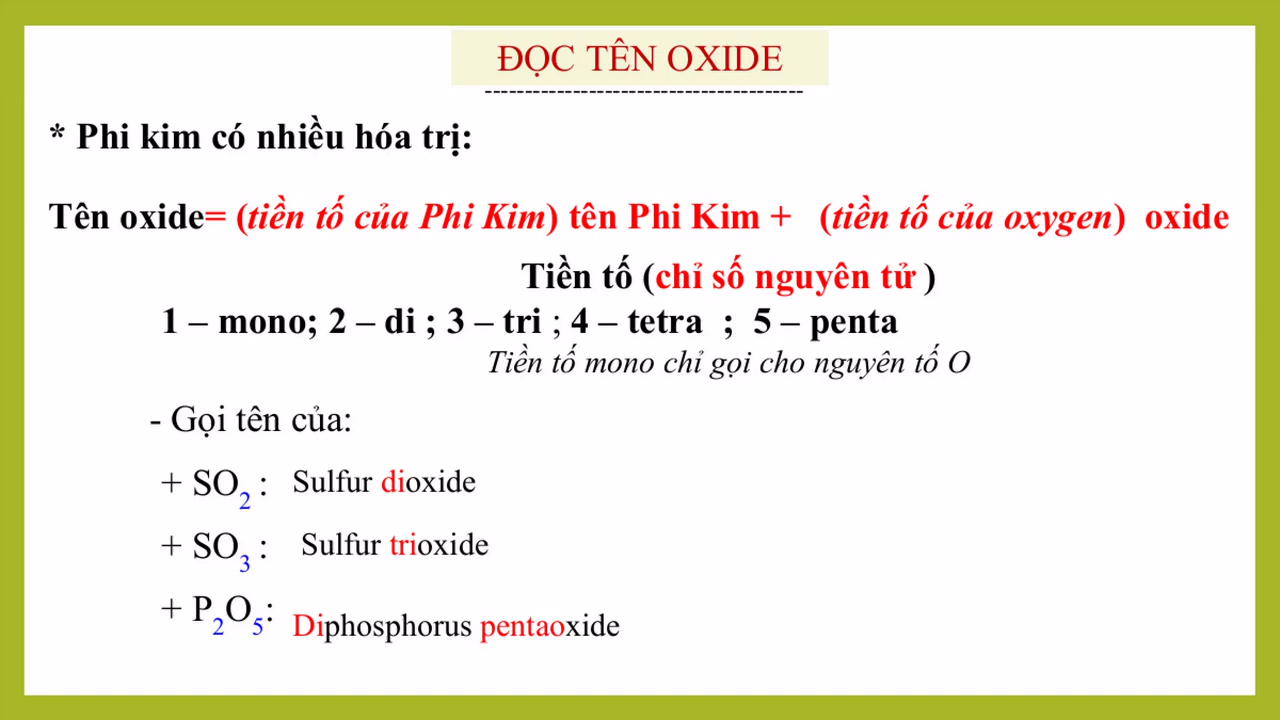 ĐỌC TÊN OXIDE
---------------------------------------
* Phi kim có nhiều hóa trị:
Tên oxide= (tiền tố của Phi Kim) tên Phi Kim + (tiền tố của oxygen) oxide
Tiền tố (chỉ số nguyên tử )
1 – mono; 2 – di ; 3 – tri ; 4 – tetra ; 5 – penta
Tiền tố mono chỉ gọi cho nguyên tố O
- Gọi tên của:
+ SO₂ : Sulfur dioxide
+ SO₃ : Sulfur trioxide
+ P₂O₅: Diphosphorus pentaoxide